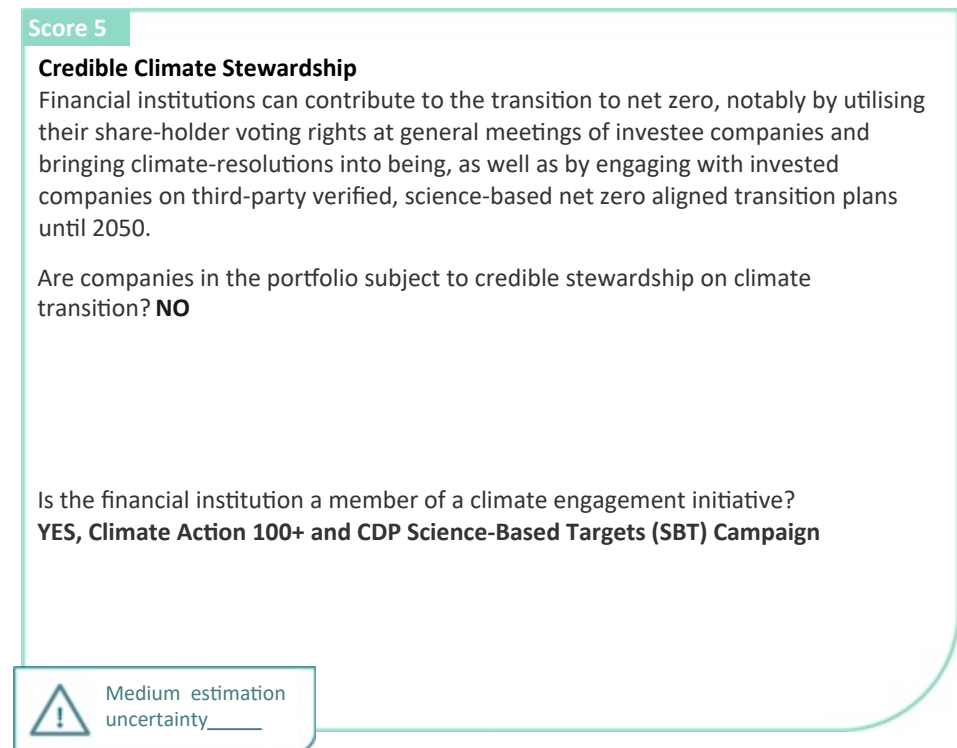 Score 5
Credible Climate Stewardship
Financial institutions can contribute to the transition to net zero, notably by utilising
their share-holder voting rights at general meetings of investee companies and
bringing climate-resolutions into being, as well as by engaging with invested
companies on third-party verified, science-based net zero aligned transition plans
until 2050.
Are companies in the portfolio subject to credible stewardship on climate
transition? NO
Is the financial institution a member of a climate engagement initiative?
YES, Climate Action 100+ and CDP Science-Based Targets (SBT) Campaign
Medium estimation
uncertainty_____